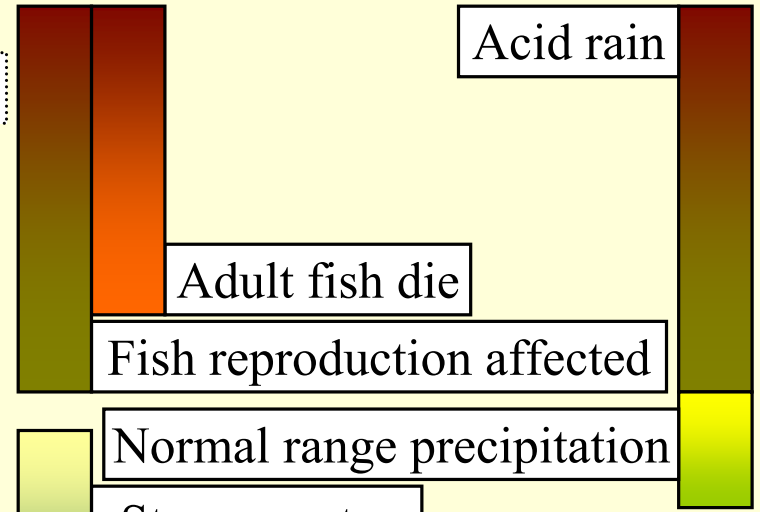 Acid rain
Adult fish die
Fish reproduction affected
Normal range precipitation